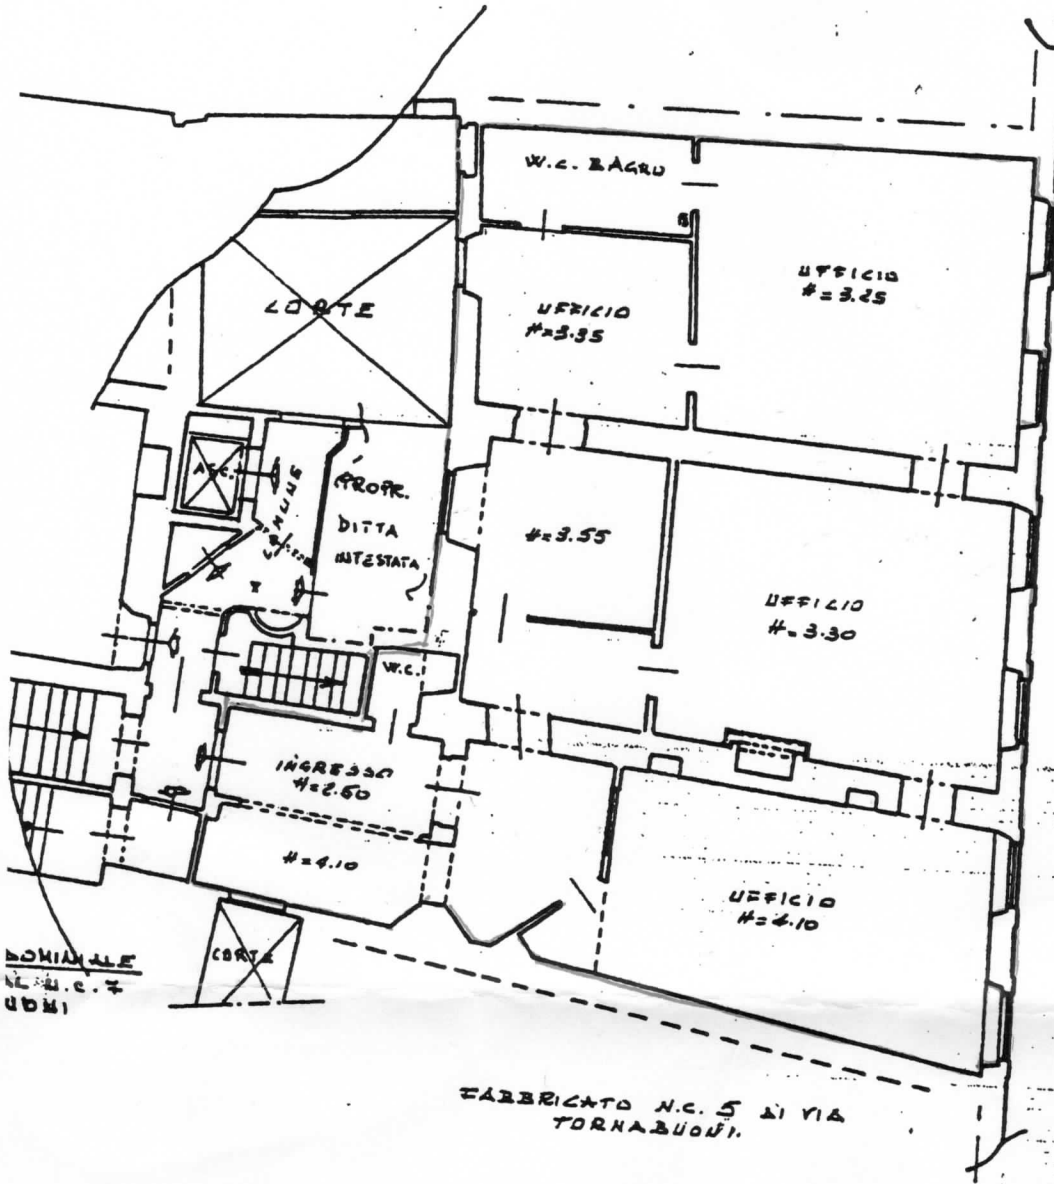 W.C. BAGNO
UFFICIO
H=3.25
CORTE
UFFICIO
H=3.35
ASC.
COMUNE
PROPR.
DITTA
INTESTATA
H=3.55
UFFICIO
H=3.30
W.C.
INGRESSO
H=2.60
H=4.10
UFFICIO
H=4.10
CORTE
N.C. 7
FABBRICATO N.C. 5 DI VIA
TORNABUONI.